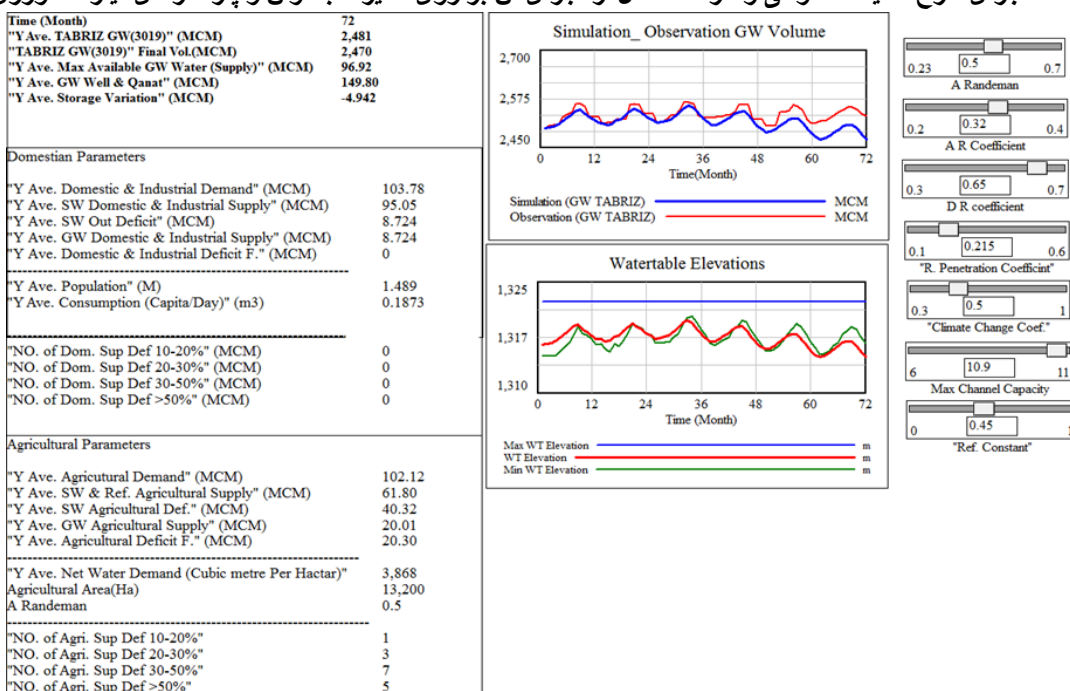 Time (Month) 72
"Y Ave. TABRIZ GW(3019)" (MCM) 2,481
"TABRIZ GW(3019)" Final Vol.(MCM) 2,470
"Y Ave. Max Available GW Water (Supply)" (MCM) 96.92
"Y Ave. GW Well & Qanat" (MCM) 149.80
"Y Ave. Storage Variation" (MCM) -4.942
Domestian Parameters
"Y Ave. Domestic & Industrial Demand" (MCM) 103.78
"Y Ave. SW Domestic & Industrial Supply" (MCM) 95.05
"Y Ave. SW Out Deficit" (MCM) 8.724
"Y Ave. GW Domestic & Industrial Supply" (MCM) 8.724
"Y Ave. Domestic & Industrial Deficit F." (MCM) 0
"Y Ave. Population" (M) 1.489
"Y Ave. Consumption (Capita/Day)" (m3) 0.1873
"NO. of Dom. Sup Def 10-20%" (MCM) 0
"NO. of Dom. Sup Def 20-30%" (MCM) 0
"NO. of Dom. Sup Def 30-50%" (MCM) 0
"NO. of Dom. Sup Def >50%" (MCM) 0
Agricultural Parameters
"Y Ave. Agricutural Demand" (MCM) 102.12
"Y Ave. SW & Ref. Agricultural Supply" (MCM) 61.80
"Y Ave. SW Agricultural Def." (MCM) 40.32
"Y Ave. GW Agricultural Supply" (MCM) 20.01
"Y Ave. Agricultural Deficit F." (MCM) 20.30
"Y Ave. Net Water Demand (Cubic metre Per Hactar)" 3,868
Agricultural Area(Ha) 13,200
A Randeman 0.5
"NO. of Agri. Sup Def 10-20%" 1
"NO. of Agri. Sup Def 20-30%" 3
"NO. of Agri. Sup Def 30-50%" 7
"NO. of Agri. Sup Def >50%" 5
Simulation_ Observation GW Volume
2,700
2,575
2,450
0 12 24 36 48 60 72
Time(Month)
Simulation (GW TABRIZ) MCM
Observation (GW TABRIZ) MCM
Watertable Elevations
1,325
1,317
1,310
0 12 24 36 48 60 72
Time (Month)
Max WT Elevation m
WT Elevation m
Min WT Elevation m
0.23 0.5 0.7
A Randeman
0.2 0.32 0.4
A R Coefficient
0.3 0.65 0.7
D R coefficient
0.1 0.215 0.6
"R. Penetration Coefficint"
0.3 0.5 1
"Climate Change Coef."
6 10.9 11
Max Channel Capacity
0 0.45 1
"Ref. Constant"